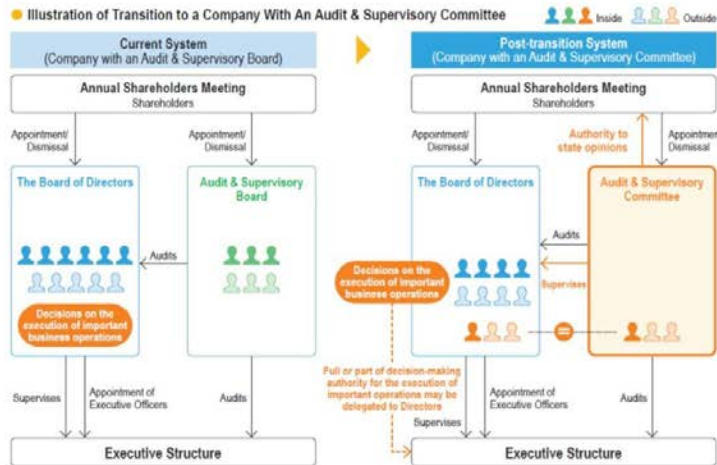 Illustration of Transition to a Company With An Audit & Supervisory Committee
Inside
Outside
Current System
(Company with an Audit & Supervisory Board)
Annual Shareholders Meeting
Shareholders
Appointment/
Dismissal
Appointment/
Dismissal
The Board of Directors
Audit & Supervisory
Board
Audits
Decisions on the
execution of important
business operations
Supervises
Appointment of
Executive Officers
Audits
Executive Structure
Post-transition System
(Company with an Audit & Supervisory Committee)
Annual Shareholders Meeting
Shareholders
Appointment/
Dismissal
Authority to
state opinions
Appointmen
Dismissal
The Board of Directors
Audit & Supervisory
Committee
Audits
Supervises
Decisions on the
execution of important
business operations
=
Full or part of decision-making
authority for the execution of
important operations may be
delegated to Directors
Supervises
Appointment of
Executive Officers
Audits
Executive Structure